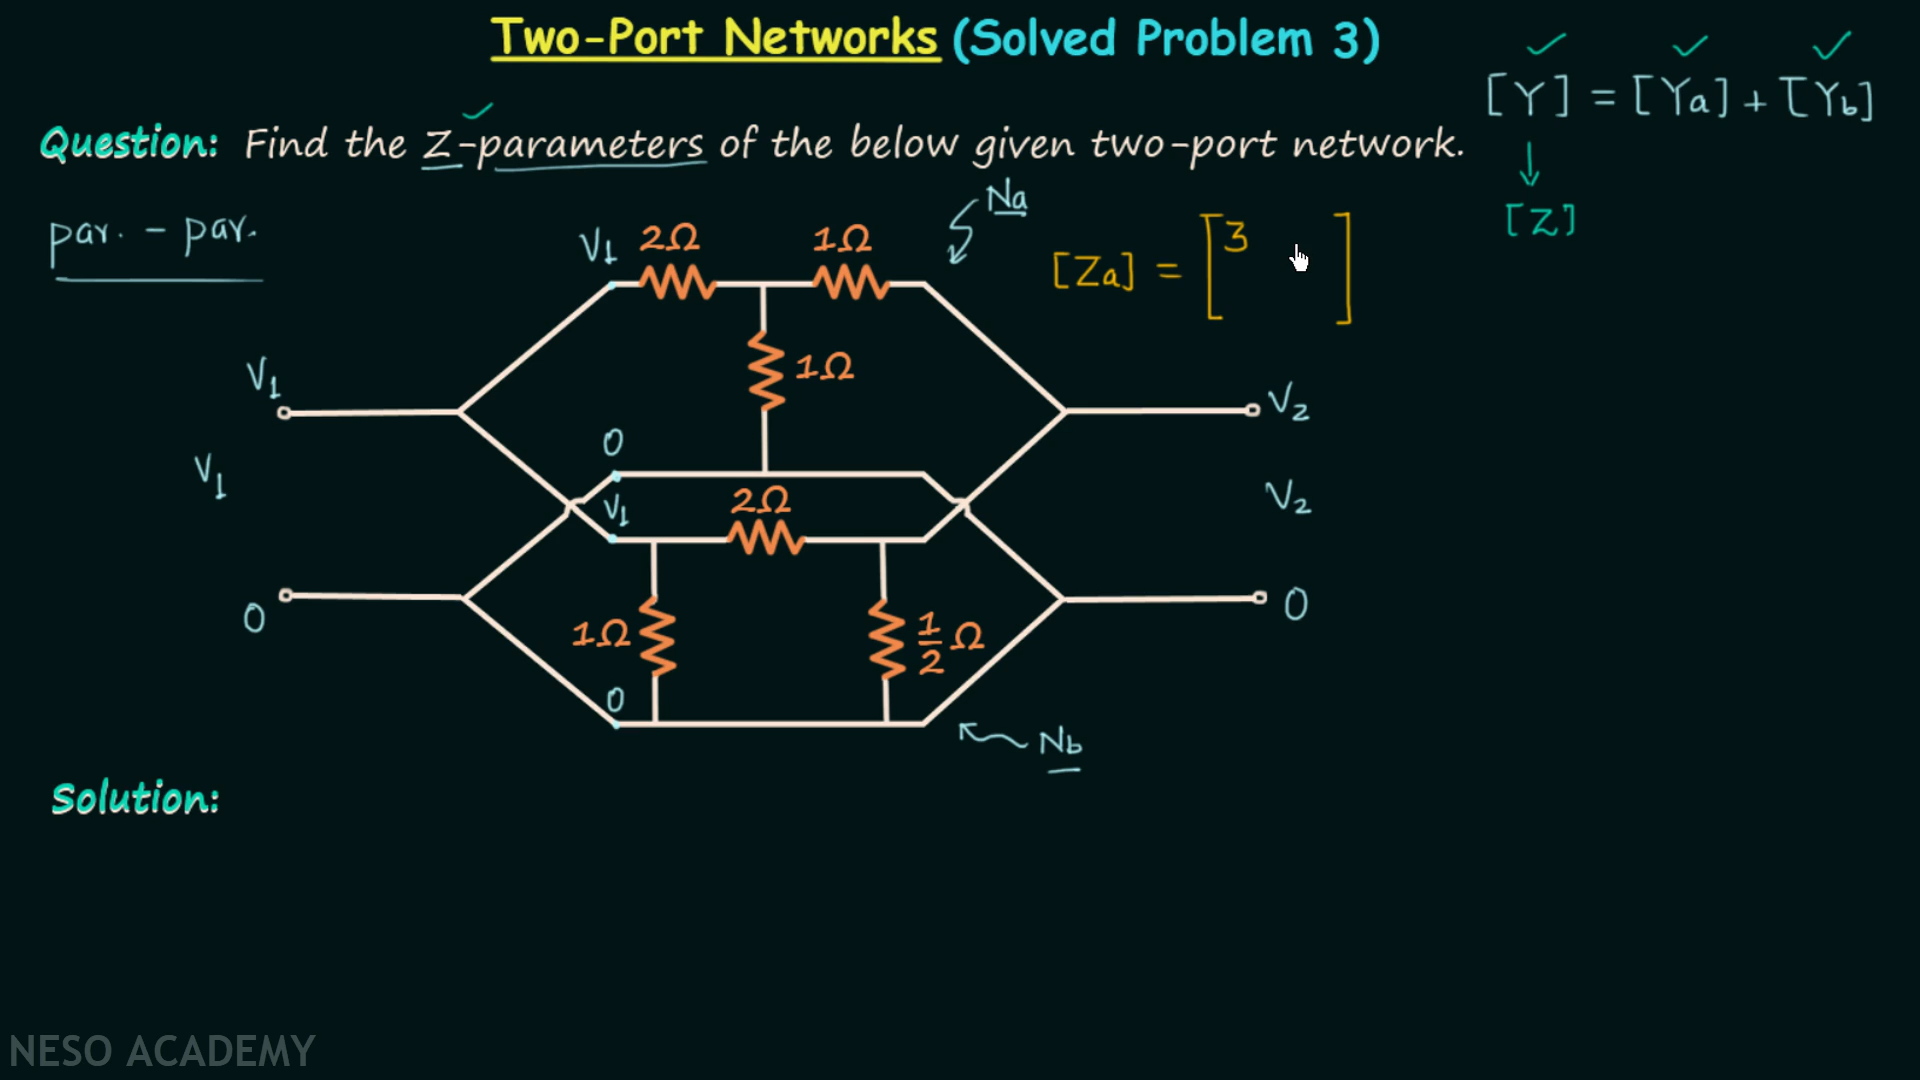 Two-Port Networks (Solved Problem 3)
[Y] = [Ya] + [Yb]
Question: Find the Z-parameters of the below given two-port network.
[Z]
par. - par.
Na
V1 2Ω 1Ω
[Za] = [3 ]
1Ω
V1
V2
0
V1
V2
V1 2Ω
0
0
1Ω
1/2 Ω
0
Nb
Solution:
NESO ACADEMY